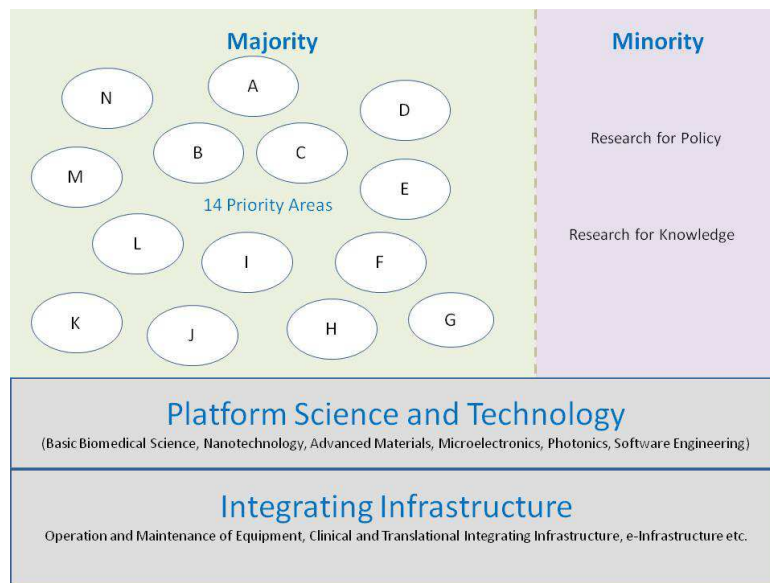 Majority
Minority
A
N
D
B
C
M
E
14 Priority Areas
L
I
F
K
J
H
G
Research for Policy
Research for Knowledge
Platform Science and Technology
(Basic Biomedical Science, Nanotechnology, Advanced Materials, Microelectronics, Photonics, Software Engineering)
Integrating Infrastructure
Operation and Maintenance of Equipment, Clinical and Translational Integrating Infrastructure, e-Infrastructure etc.